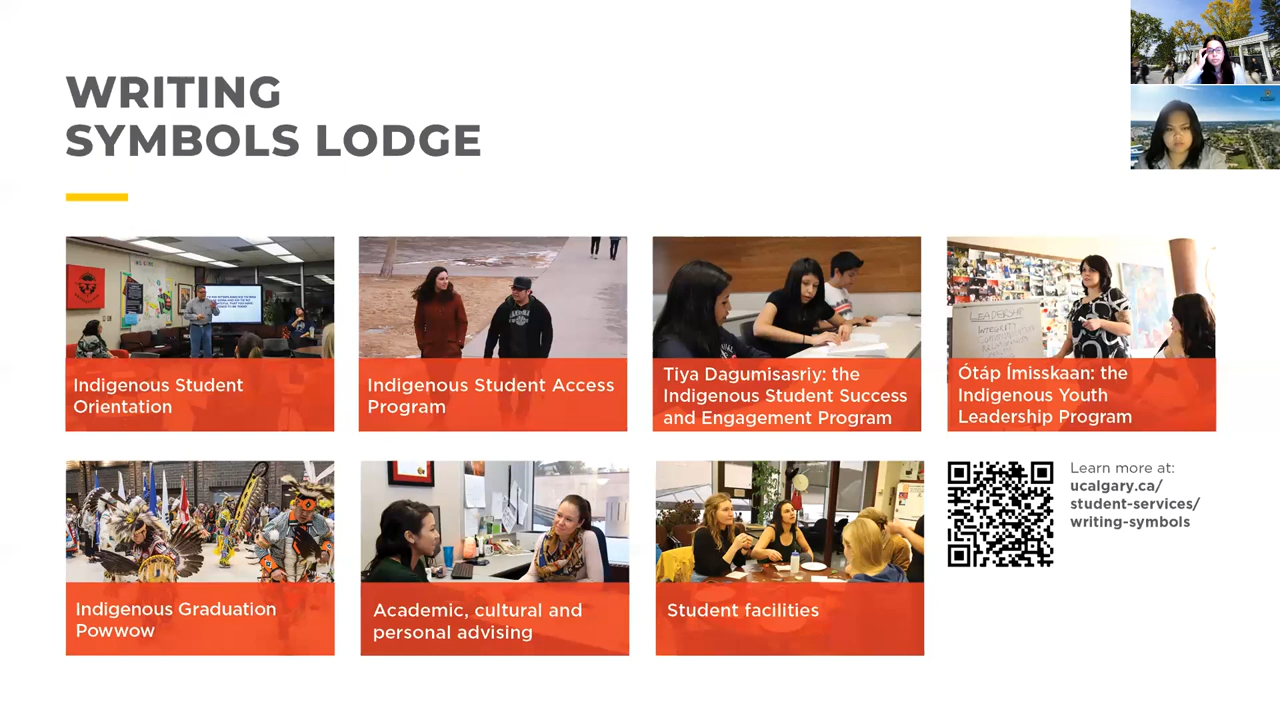 WRITING
SYMBOLS LODGE
Indigenous Student
Orientation
Indigenous Student Access
Program
Tiya Dagumisasriy: the
Indigenous Student Success
and Engagement Program
LEADERSHIP
INTEGRITY
Ótáp Ímisskaan: the
Indigenous Youth
Leadership Program
Indigenous Graduation
Powwow
Academic, cultural and
personal advising
Student facilities
Learn more at:
ucalgary.ca/
student-services/
writing-symbols